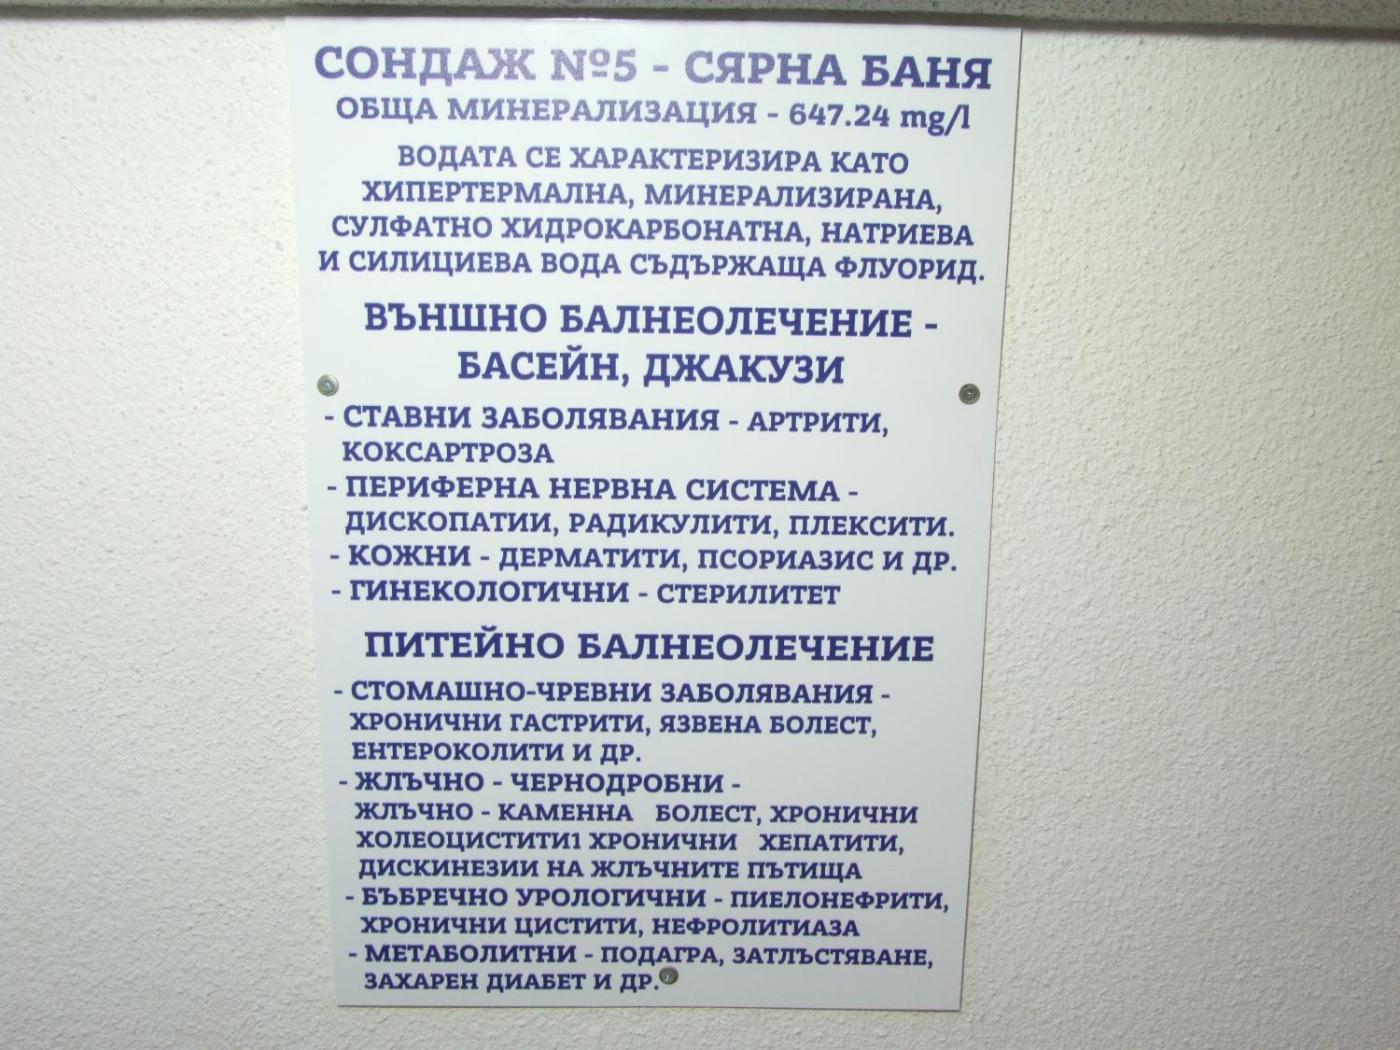 СОНДАЖ №5 - СЯРНА БАНЯ
ОБЩА МИНЕРАЛИЗАЦИЯ - 647.24 mg/l
ВОДАТА СЕ ХАРАКТЕРИЗИРА КАТО
ХИПЕРТЕРМАЛНА, МИНЕРАЛИЗИРАНА,
СУЛФАТНО ХИДРОКАРБОНАТНА, НАТРИЕВА
И СИЛИЦИЕВА ВОДА СЪДЪРЖАЩА ФЛУОРИД.
ВЪНШНО БАЛНЕОЛЕЧЕНИЕ -
БАСЕЙН, ДЖАКУЗИ
- СТАВНИ ЗАБОЛЯВАНИЯ - АРТРИТИ,
КОКСАРТРОЗА
- ПЕРИФЕРНА НЕРВНА СИСТЕМА -
ДИСКОПАТИИ, РАДИКУЛИТИ, ПЛЕКСИТИ.
- КОЖНИ - ДЕРМАТИТИ, ПСОРИАЗИС И ДР.
- ГИНЕКОЛОГИЧНИ - СТЕРИЛИТЕТ
ПИТЕЙНО БАЛНЕОЛЕЧЕНИЕ
- СТОМАШНО-ЧРЕВНИ ЗАБОЛЯВАНИЯ -
ХРОНИЧНИ ГАСТРИТИ, ЯЗВЕНА БОЛЕСТ,
ЕНТЕРОКОЛИТИ И ДР.
- ЖЛЪЧНО - ЧЕРНОДРОБНИ -
ЖЛЪЧНО - КАМЕННА БОЛЕСТ, ХРОНИЧНИ
ХОЛЕОЦИСТИТИ1 ХРОНИЧНИ ХЕПАТИТИ,
ДИСКИНЕЗИИ НА ЖЛЪЧНИТЕ ПЪТИЩА
- БЪБРЕЧНО УРОЛОГИЧНИ - ПИЕЛОНЕФРИТИ,
ХРОНИЧНИ ЦИСТИТИ, НЕФРОЛИТИАЗА
- МЕТАБОЛИТНИ - ПОДАГРА, ЗАТЛЪСТЯВАНЕ,
ЗАХАРЕН ДИАБЕТ И ДР.